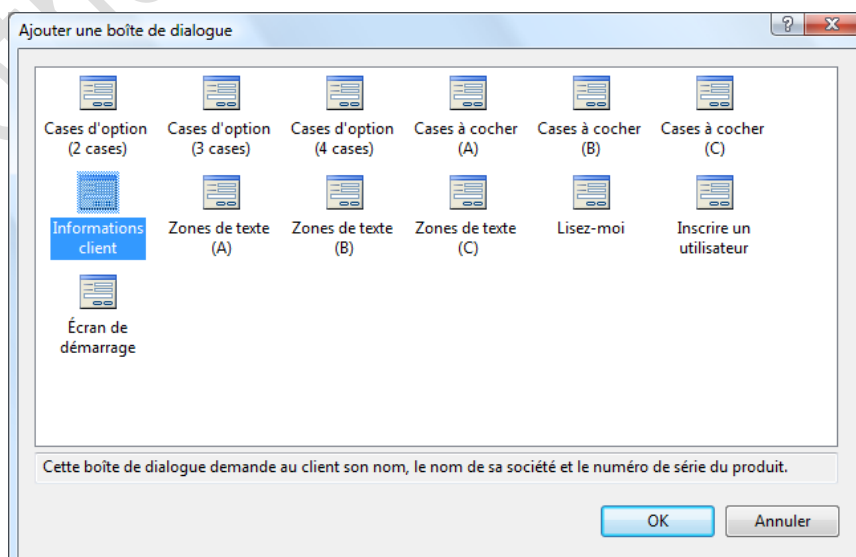 Ajouter une boîte de dialogue
Cases d'option Cases d'option Cases d'option Cases à cocher Cases à cocher Cases à cocher
(2 cases) (3 cases) (4 cases) (A) (B) (C)
Informations Zones de texte Zones de texte Zones de texte Lisez-moi Inscrire un
client (A) (B) (C) utilisateur
Écran de
démarrage
Cette boîte de dialogue demande au client son nom, le nom de sa société et le numéro de série du produit.
OK Annuler